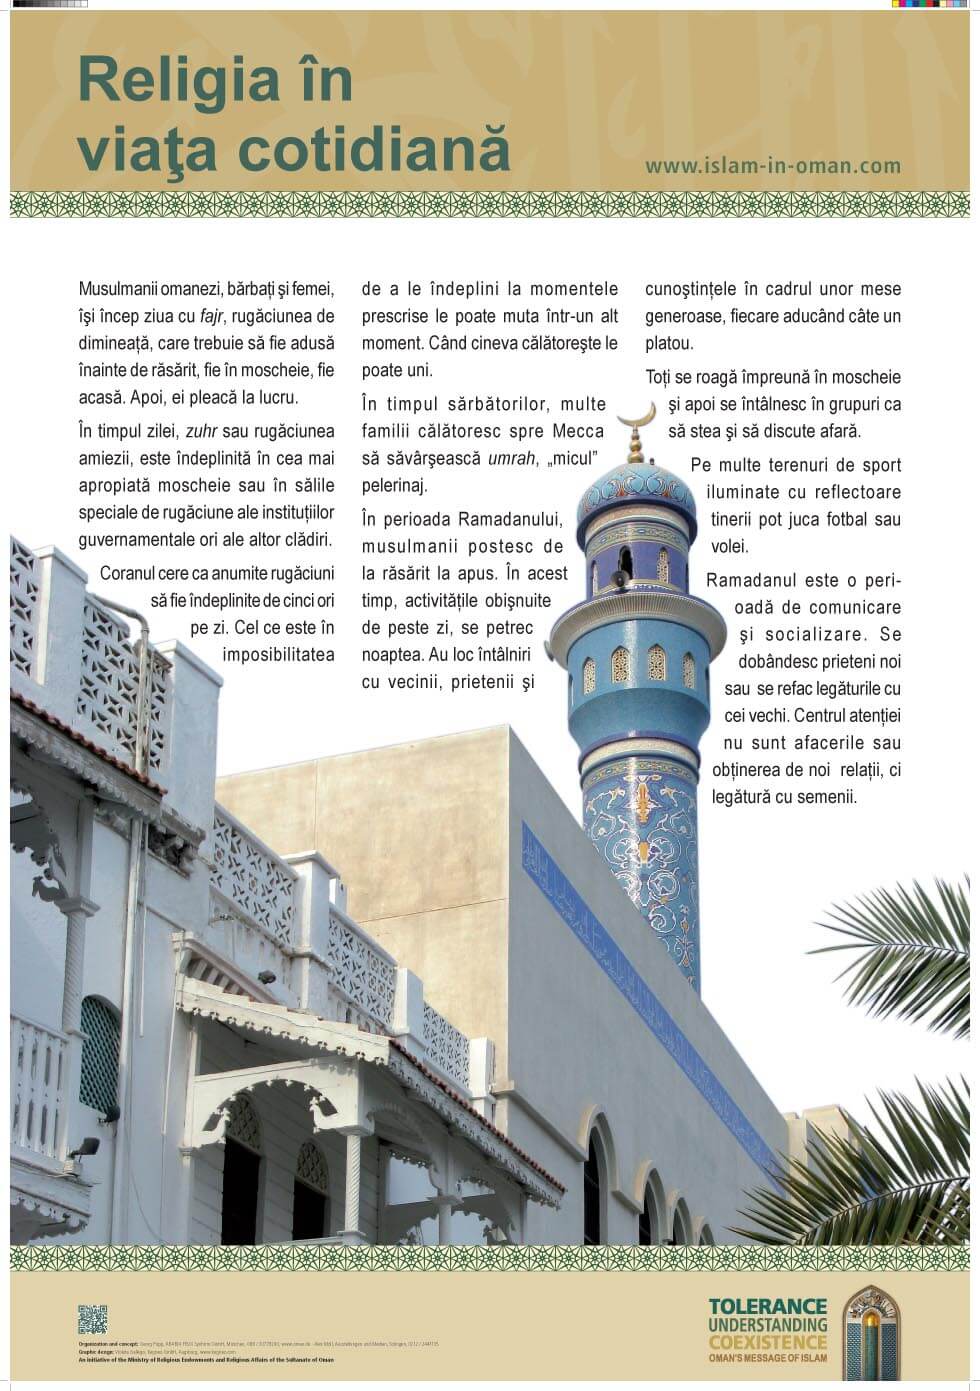 Religia în
viaţa cotidiană
www.islam-in-oman.com
Musulmanii omanezi, bărbaţi şi femei,
îşi încep ziua cu fajr, rugăciunea de
dimineaţă, care trebuie să fie adusă
înainte de răsărit, fie în moscheie, fie
acasă. Apoi, ei pleacă la lucru.
În timpul zilei, zuhr sau rugăciunea
amiezii, este îndeplinită în cea mai
apropiată moscheie sau în sălile
speciale de rugăciune ale instituţiilor
guvernamentale ori ale altor clădiri.
Coranul cere ca anumite rugăciuni
să fie îndeplinite de cinci ori
pe zi. Cel ce este în
imposibilitatea
de a le îndeplini la momentele
prescrise le poate muta într-un alt
moment. Când cineva călătoreşte le
poate uni.
În timpul sărbătorilor, multe
familii călătoresc spre Mecca
să săvârşească umrah, „micul”
pelerinaj.
În perioada Ramadanului,
musulmanii postesc de
la răsărit la apus. În acest
timp, activităţile obişnuite
de peste zi, se petrec
noaptea. Au loc întâlniri
cu vecinii, prietenii şi
cunoştinţele în cadrul unor mese
generoase, fiecare aducând câte un
platou.
Toţi se roagă împreună în moscheie
şi apoi se întâlnesc în grupuri ca
să stea şi să discute afară.
Pe multe terenuri de sport
iluminate cu reflectoare
tinerii pot juca fotbal sau
volei.
Ramadanul este o peri-
oadă de comunicare
şi socializare. Se
dobândesc prieteni noi
sau se refac legăturile cu
cei vechi. Centrul atenţiei
nu sunt afacerile sau
obţinerea de noi relaţii, ci
legătură cu semenii.
Organization and concept: Georg Popp, ARABIA FELIX Synform GmbH,
Graphic design:
An initiative of the Ministry of Religious Endowments and Religious Affairs of the Sultanate of Oman
TOLERANCE
UNDERSTANDING
COEXISTENCE
OMAN'S MESSAGE OF ISLAM